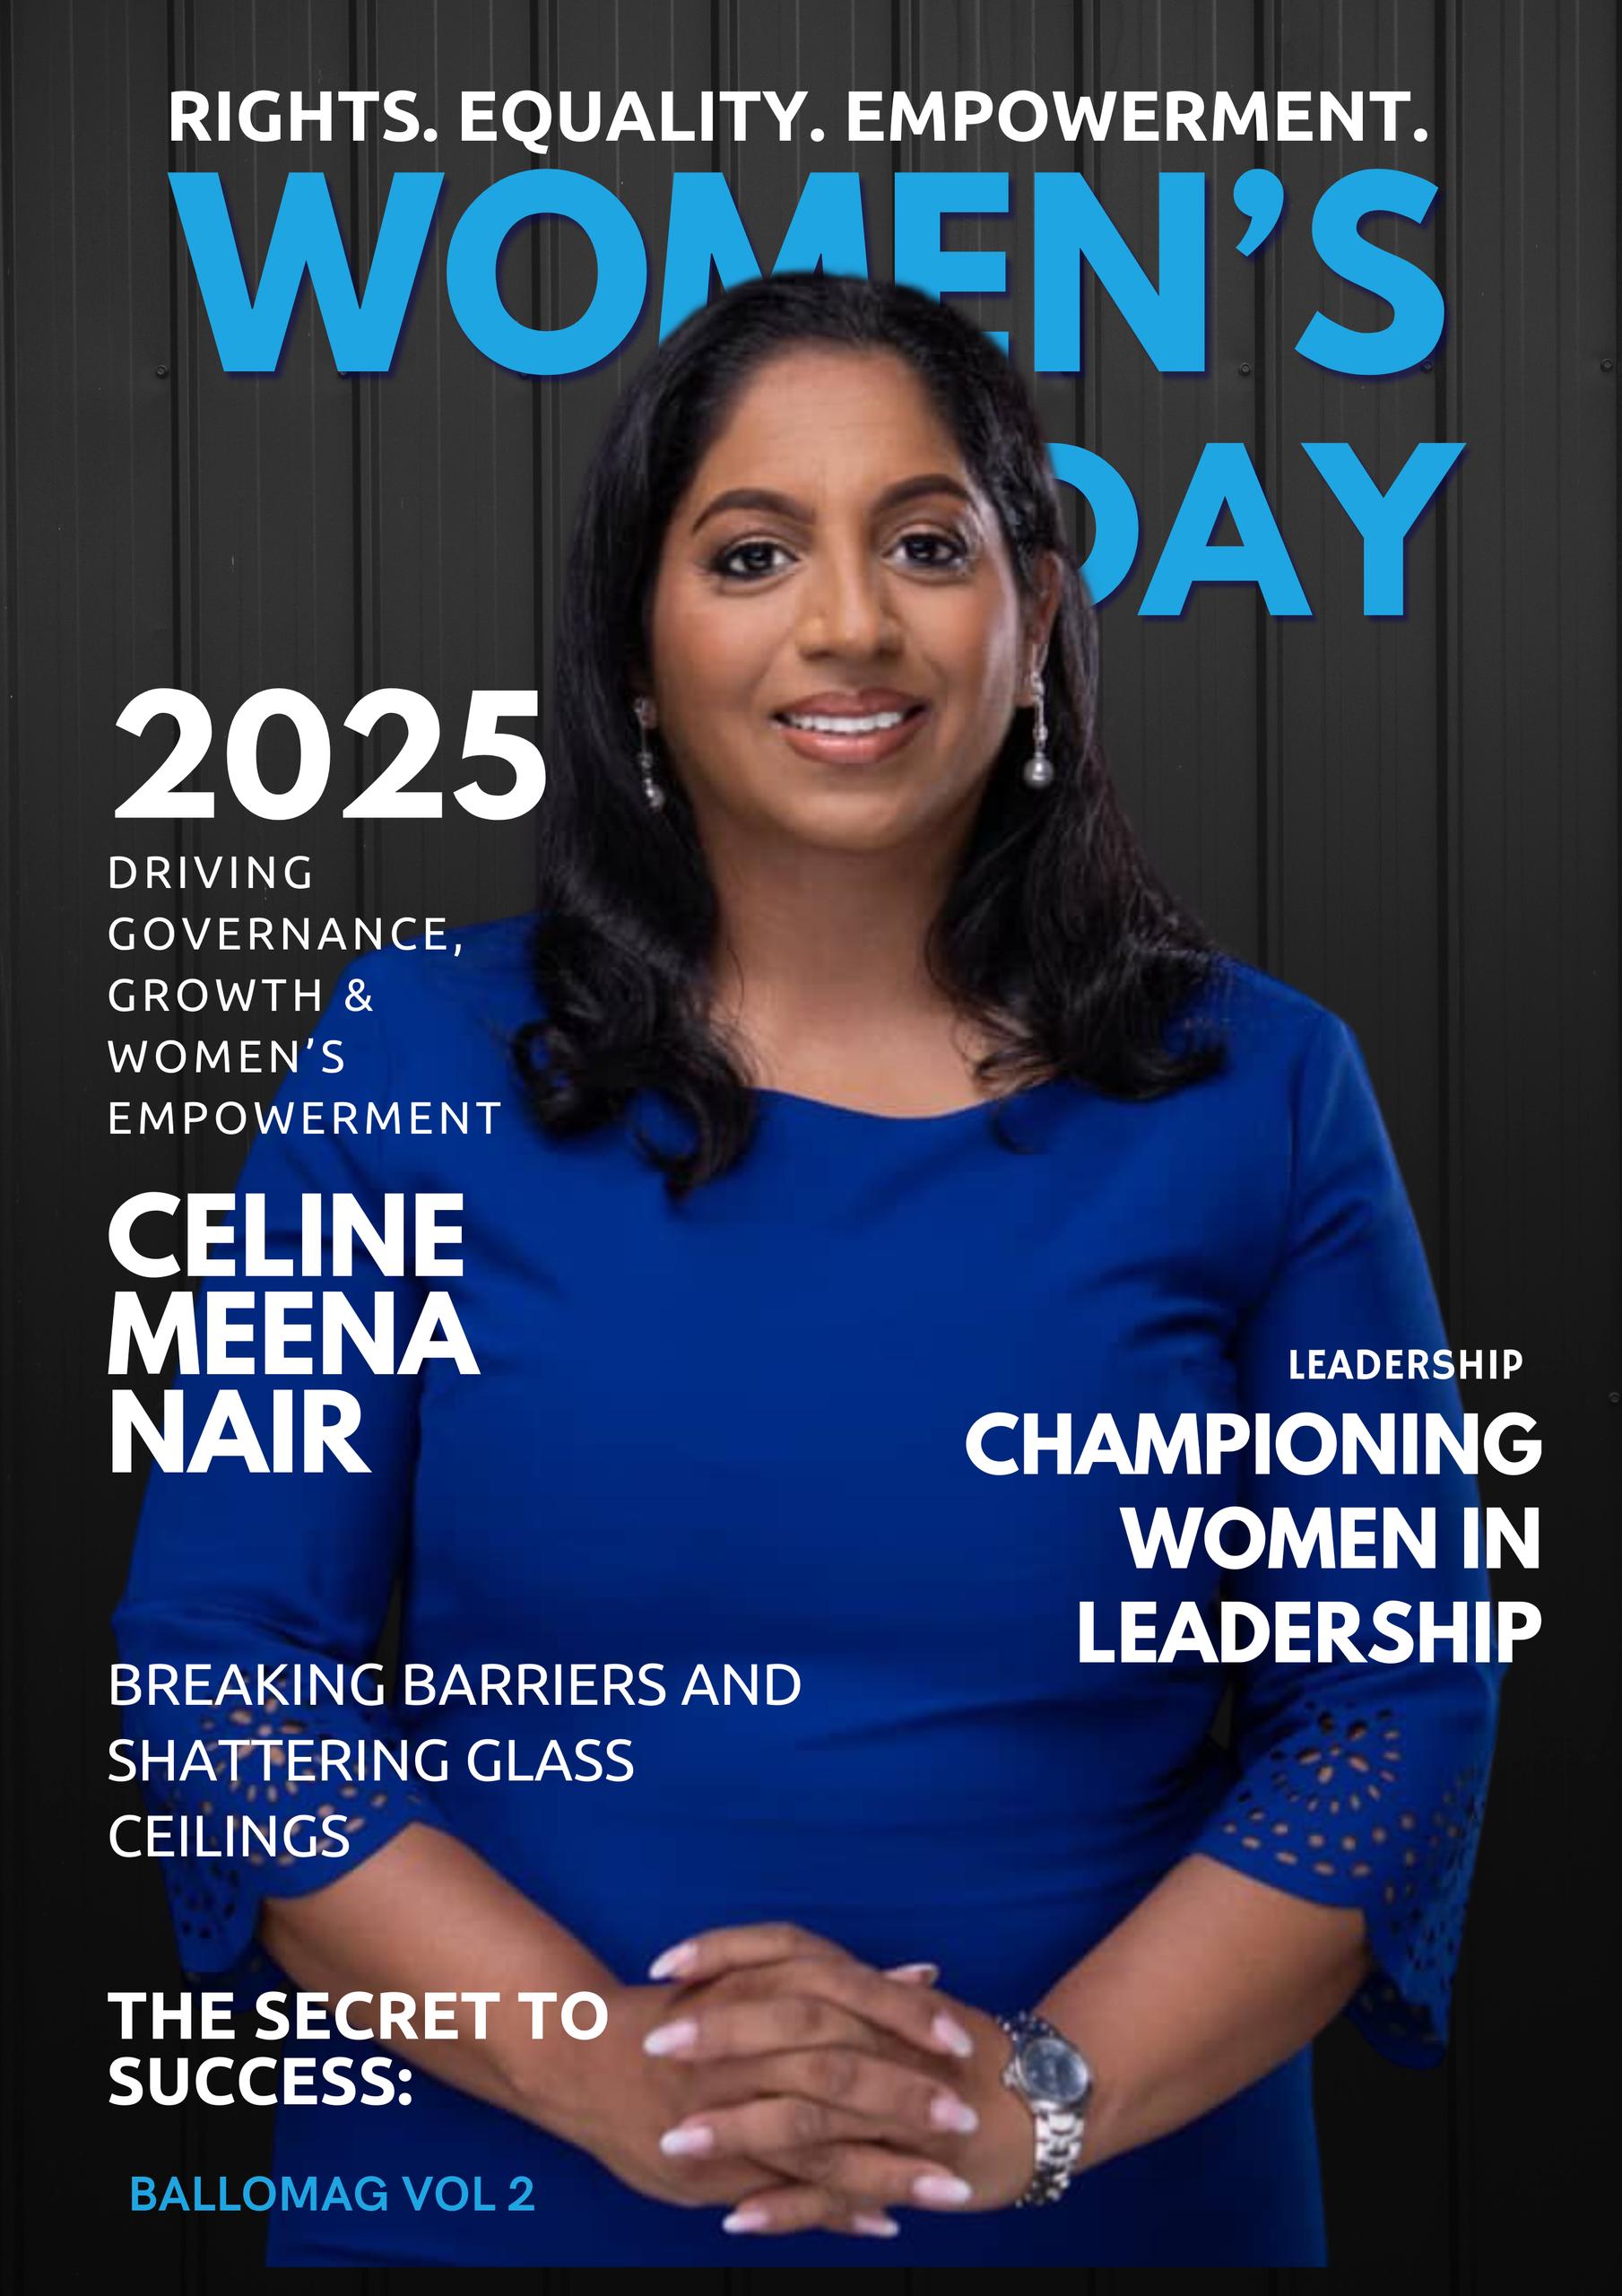 RIGHTS. EQUALITY. EMPOWERMENT.
WOMEN’S
DAY
2025
DRIVING
GOVERNANCE,
GROWTH &
WOMEN’S
EMPOWERMENT
CELINE
MEENA
NAIR
LEADERSHIP
CHAMPIONING
WOMEN IN
LEADERSHIP
BREAKING BARRIERS AND
SHATTERING GLASS
CEILINGS
THE SECRET TO
SUCCESS:
BALLOMAG VOL 2